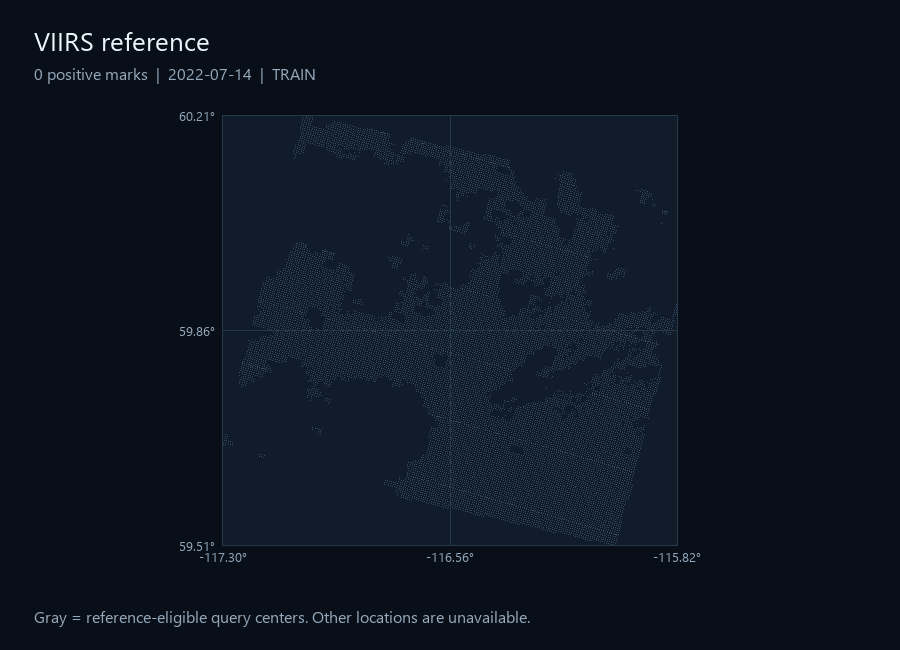 VIIRS reference
0 positive marks | 2022-07-14 | TRAIN
60.21°
59.86°
59.51°
-117.30° -116.56° -115.82°
Gray = reference-eligible query centers. Other locations are unavailable.